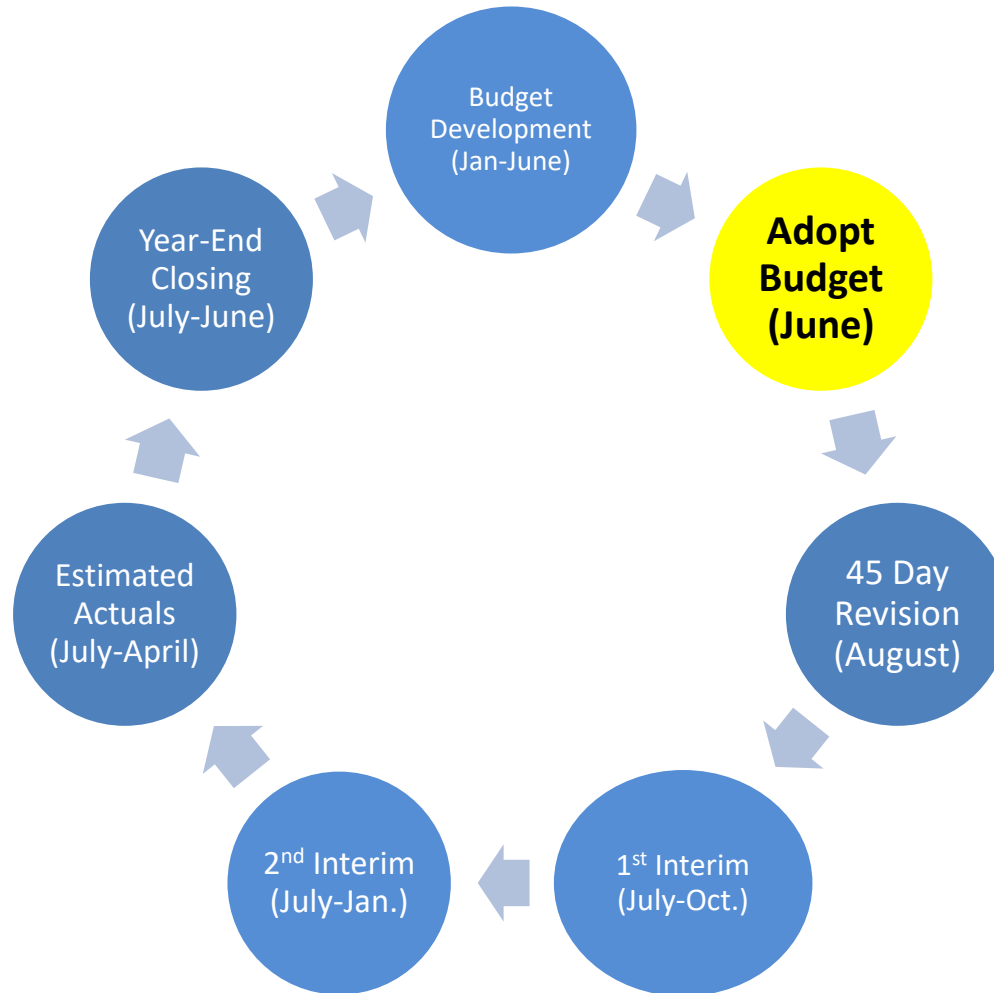 Budget
Development
(Jan-June)
Adopt
Budget
(June)
45 Day
Revision
(August)
1st Interim
(July-Oct.)
2nd Interim
(July-Jan.)
Estimated
Actuals
(July-April)
Year-End
Closing
(July-June)